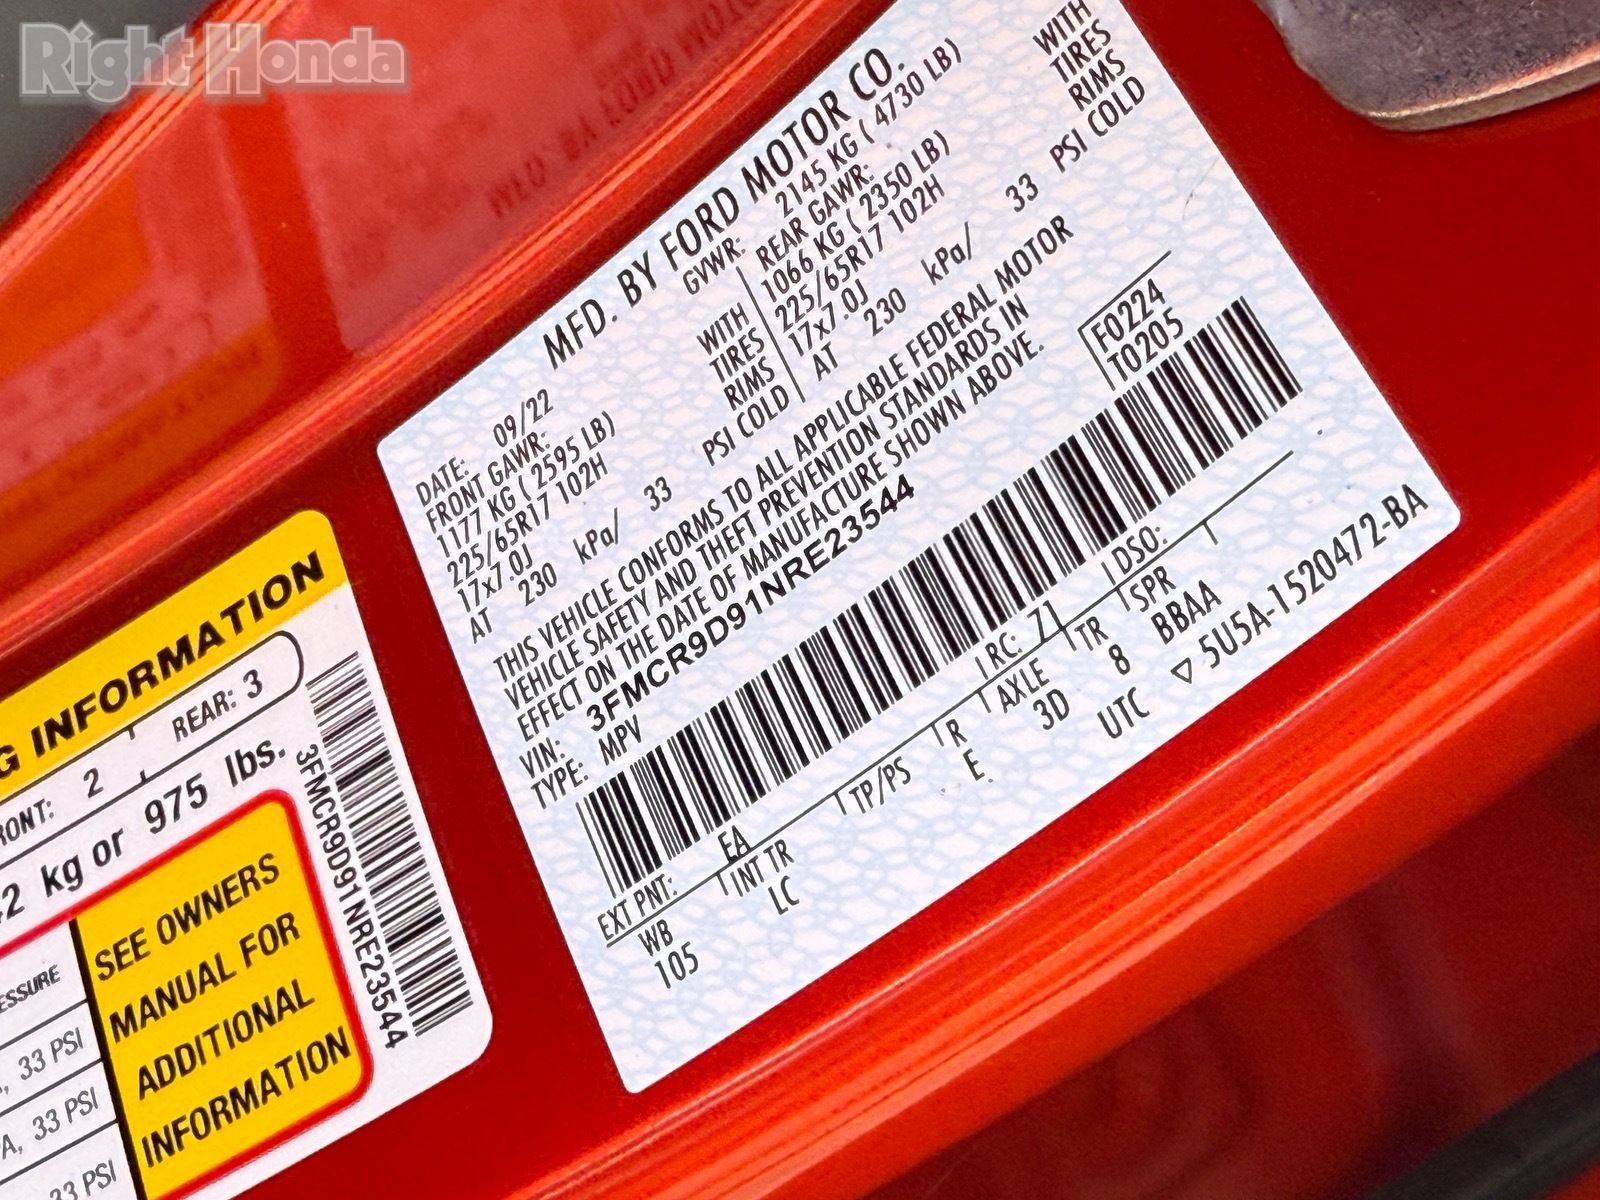 Right Honda
MFD. BY FORD MOTOR CO.
DATE: 09/22 GVWR: 2145 KG ( 4730 LB)
FRONT GAWR: REAR GAWR:
1177 KG ( 2595 LB) WITH 1066 KG ( 2350 LB) WITH
225/65R17 102H TIRES 225/65R17 102H TIRES
17x7.0J RIMS 17x7.0J RIMS
AT 230 kPa/ 33 PSI COLD AT 230 kPa/ 33 PSI COLD
THIS VEHICLE CONFORMS TO ALL APPLICABLE FEDERAL MOTOR
VEHICLE SAFETY AND THEFT PREVENTION STANDARDS IN
EFFECT ON THE DATE OF MANUFACTURE SHOWN ABOVE.
VIN: 3FMCR9D91NRE23544 F0224
TYPE: MPV T0205
EXT PNT: EA RC: 71 DSO:
WB INT TR TP/PS R AXLE TR SPR
105 LC E 3D 8 BBAA
UTC ▽ 5U5A-1520472-BA
G INFORMATION
RONT: 2 REAR: 3
42 kg or 975 lbs.
3FMCR9D91NRE23544
ESSURE
, 33 PSI
A, 33 PSI
33 PSI
SEE OWNERS
MANUAL FOR
ADDITIONAL
INFORMATION